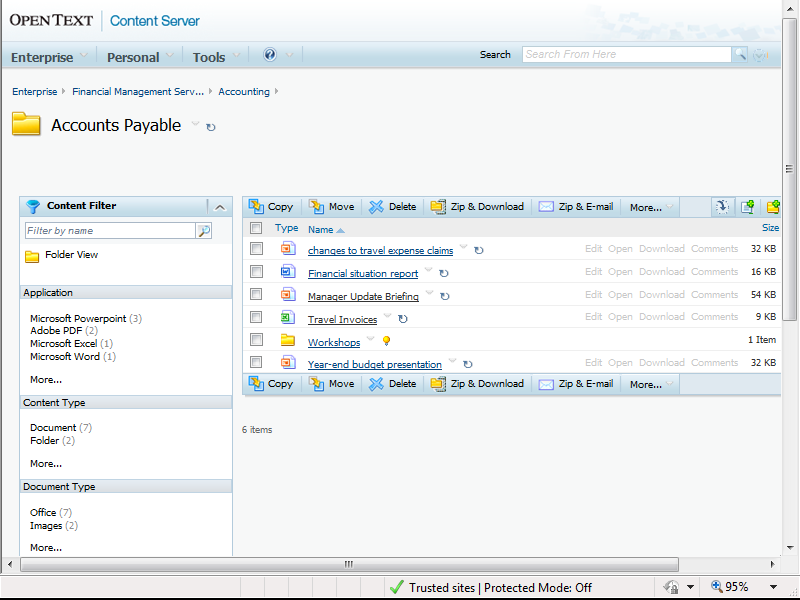 OPEN TEXT | Content Server
Enterprise Personal Tools Search Search From Here
Enterprise Financial Management Serv... Accounting
Accounts Payable
Content Filter
Filter by name
Folder View
Application
Microsoft Powerpoint (3)
Adobe PDF (2)
Microsoft Excel (1)
Microsoft Word (1)
More...
Content Type
Document (7)
Folder (2)
More...
Document Type
Office (7)
Images (2)
More...
Copy Move Delete Zip & Download Zip & E-mail More...
Type Name Size
changes to travel expense claims Edit Open Download Comments 32 KB
Financial situation report Edit Open Download Comments 16 KB
Manager Update Briefing Edit Open Download Comments 54 KB
Travel Invoices Edit Open Download Comments 9 KB
Workshops 1 Item
Year-end budget presentation Edit Open Download Comments 32 KB
Copy Move Delete Zip & Download Zip & E-mail More...
6 items
Trusted sites | Protected Mode: Off 95%